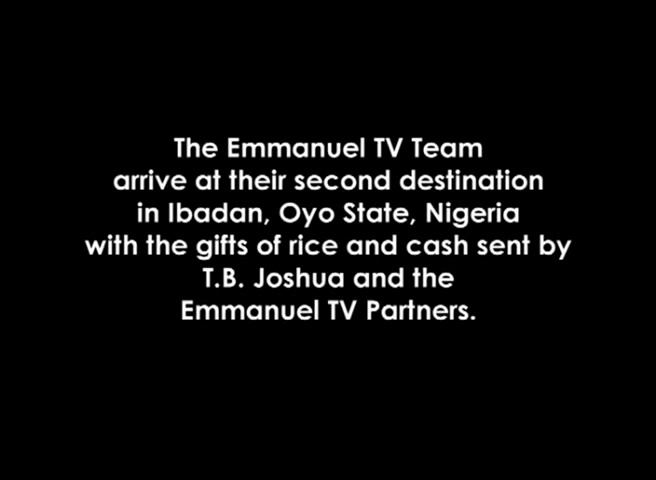 The Emmanuel TV Team
arrive at their second destination
in Ibadan, Oyo State, Nigeria
with the gifts of rice and cash sent by
T.B. Joshua and the
Emmanuel TV Partners.